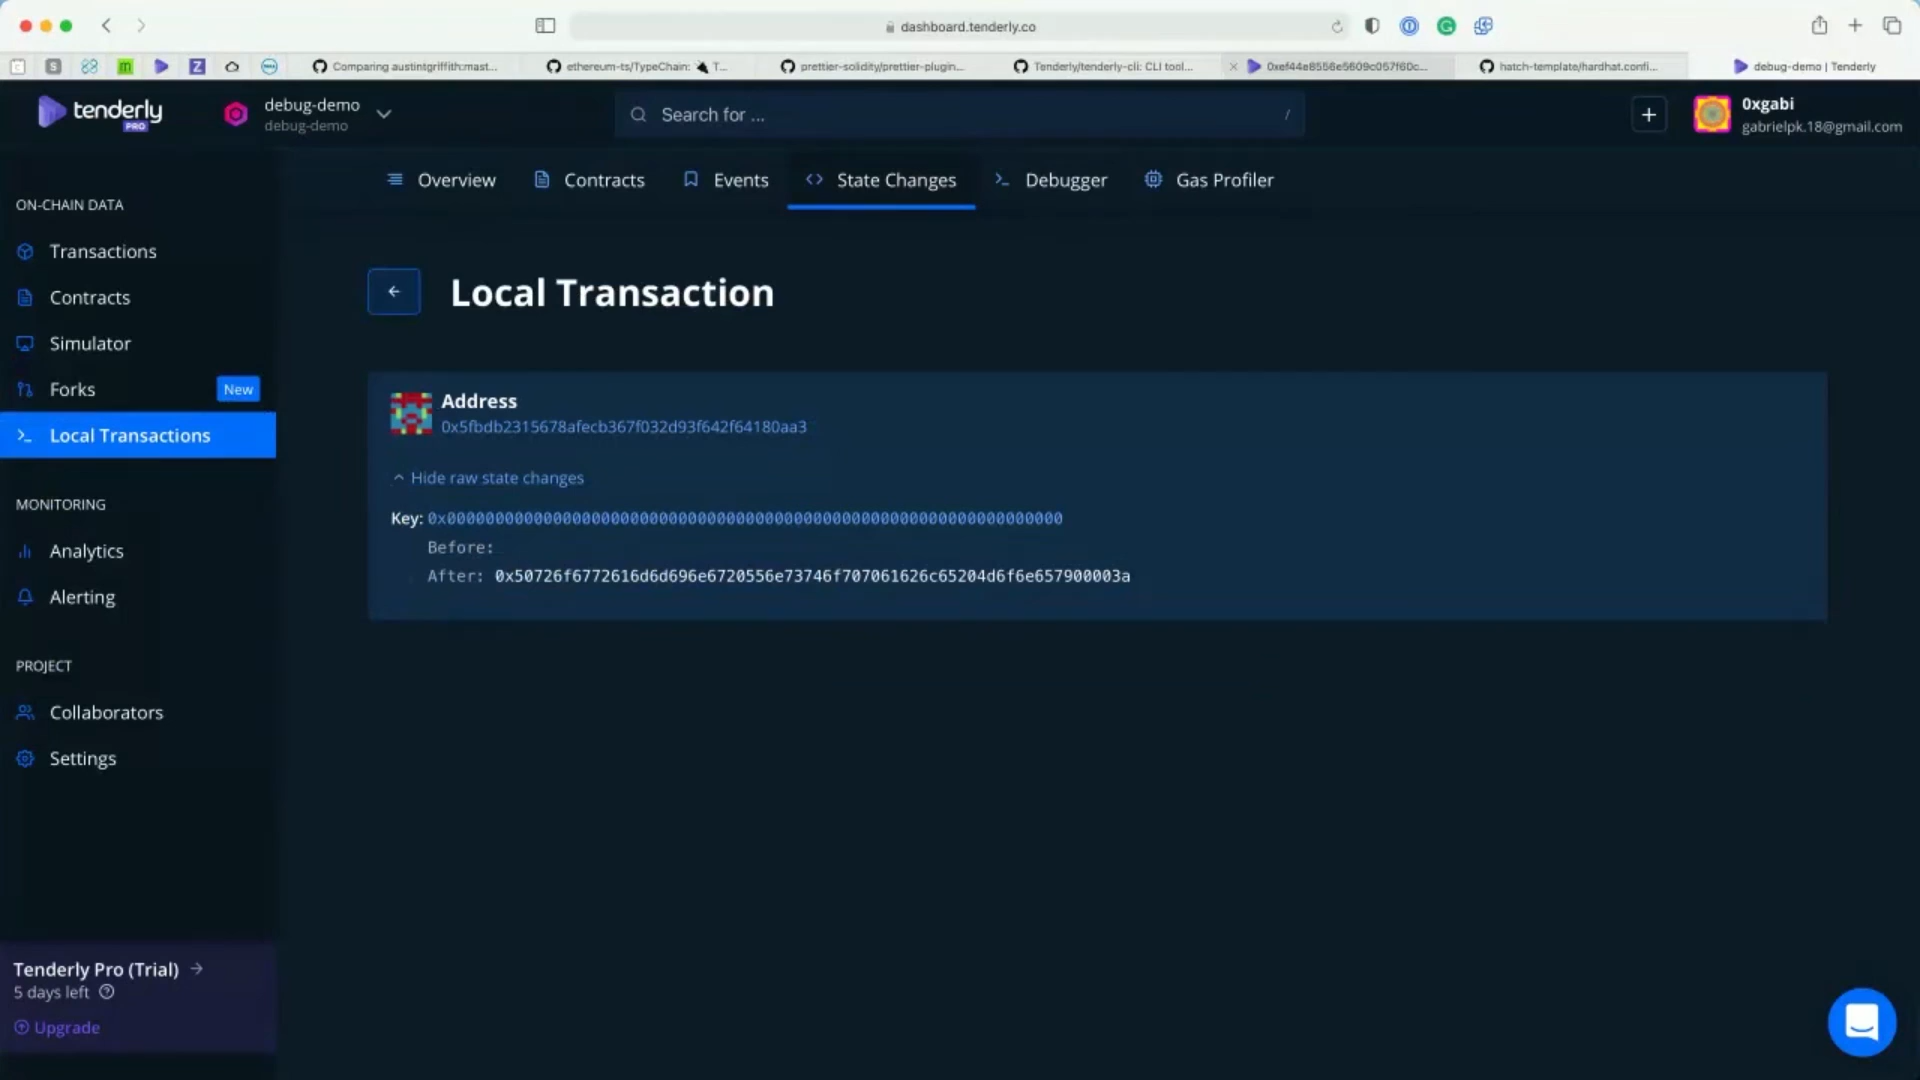 dashboard.tenderly.co
Comparing austintgriffith:mast...
ethereum-ts/TypeChain: 🔌 T...
prettier-solidity/prettier-plugin...
Tenderly/tenderly-cli: CLI tool...
0xef44e8556e5609c057f60c...
hatch-template/hardhat.confi...
debug-demo | Tenderly
tenderly
PRO
debug-demo
debug-demo
Search for ...
/
0xgabi
gabrielpk.18@gmail.com
Overview
Contracts
Events
State Changes
Debugger
Gas Profiler
ON-CHAIN DATA
Transactions
Contracts
Simulator
Forks
New
Local Transactions
MONITORING
Analytics
Alerting
PROJECT
Collaborators
Settings
Tenderly Pro (Trial)
5 days left
Upgrade
Local Transaction
Address
0x5fbdb2315678afecb367f032d93f642f64180aa3
Hide raw state changes
Key: 0x0000000000000000000000000000000000000000000000000000000000000000
Before:
After: 0x50726f6772616d6d696e6720556e73746f707061626c65204d6f6e657900003a